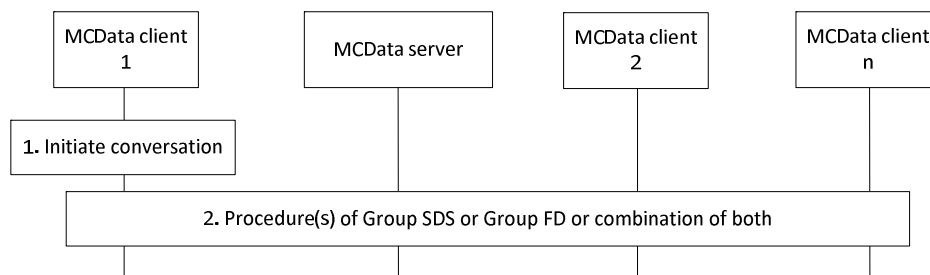 MCData client
1
MCData server
MCData client
2
MCData client
n
1. Initiate conversation
2. Procedure(s) of Group SDS or Group FD or combination of both